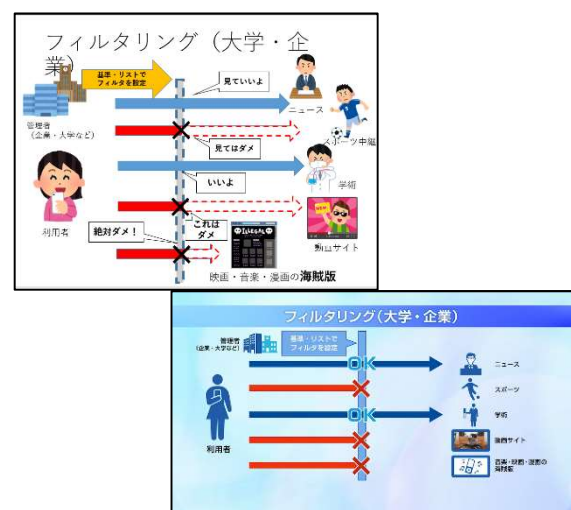 フィルタリング（大学・企
業）
基準・リストで
フィルタを設定
見ていいよ
ニュース
管理者
（企業・大学など）
スポーツ中継
見てはダメ
いいよ
学術
利用者
絶対ダメ！
これは
ダメ
ILLEGAL
動画サイト
映画・音楽・漫画の海賊版
フィルタリング（大学・企業）
管理者
（企業・大学など）
基準・リストで
フィルタを設定
OK
ニュース
スポーツ
OK
学術
利用者
動画サイト
音楽・映画・漫画の
海賊版